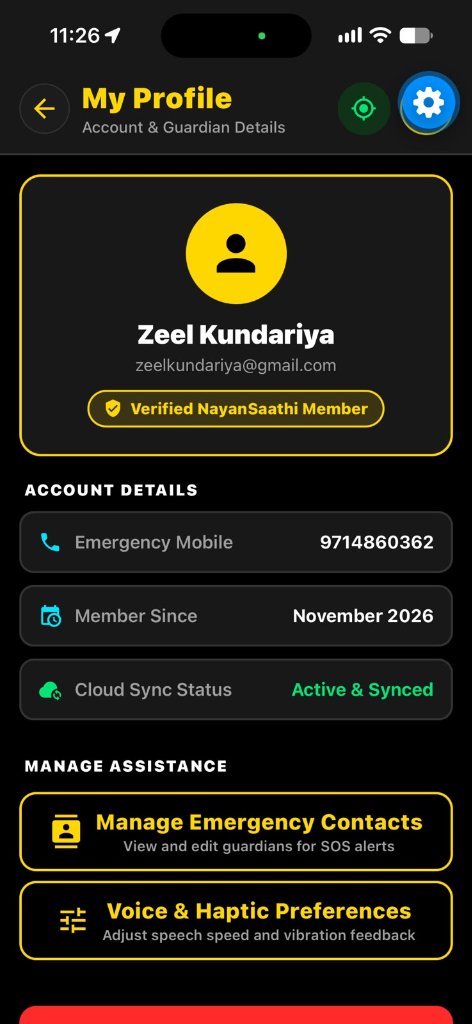 11:26
My Profile
Account & Guardian Details
Zeel Kundariya
zeelkundariya@gmail.com
Verified NayanSaathi Member
ACCOUNT DETAILS
Emergency Mobile 9714860362
Member Since November 2026
Cloud Sync Status Active & Synced
MANAGE ASSISTANCE
Manage Emergency Contacts
View and edit guardians for SOS alerts
Voice & Haptic Preferences
Adjust speech speed and vibration feedback